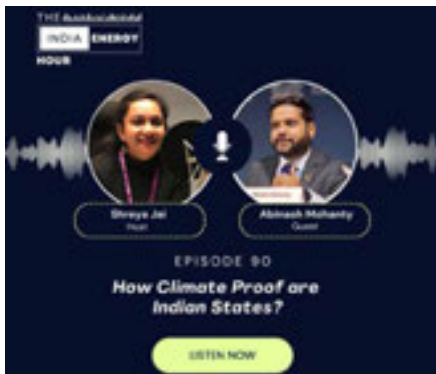 THE
INDIA ENERGY
HOUR
Shreya Jai
Host
Abinash Mohanty
Guest
EPISODE 90
How Climate Proof are
Indian States?
LISTEN NOW